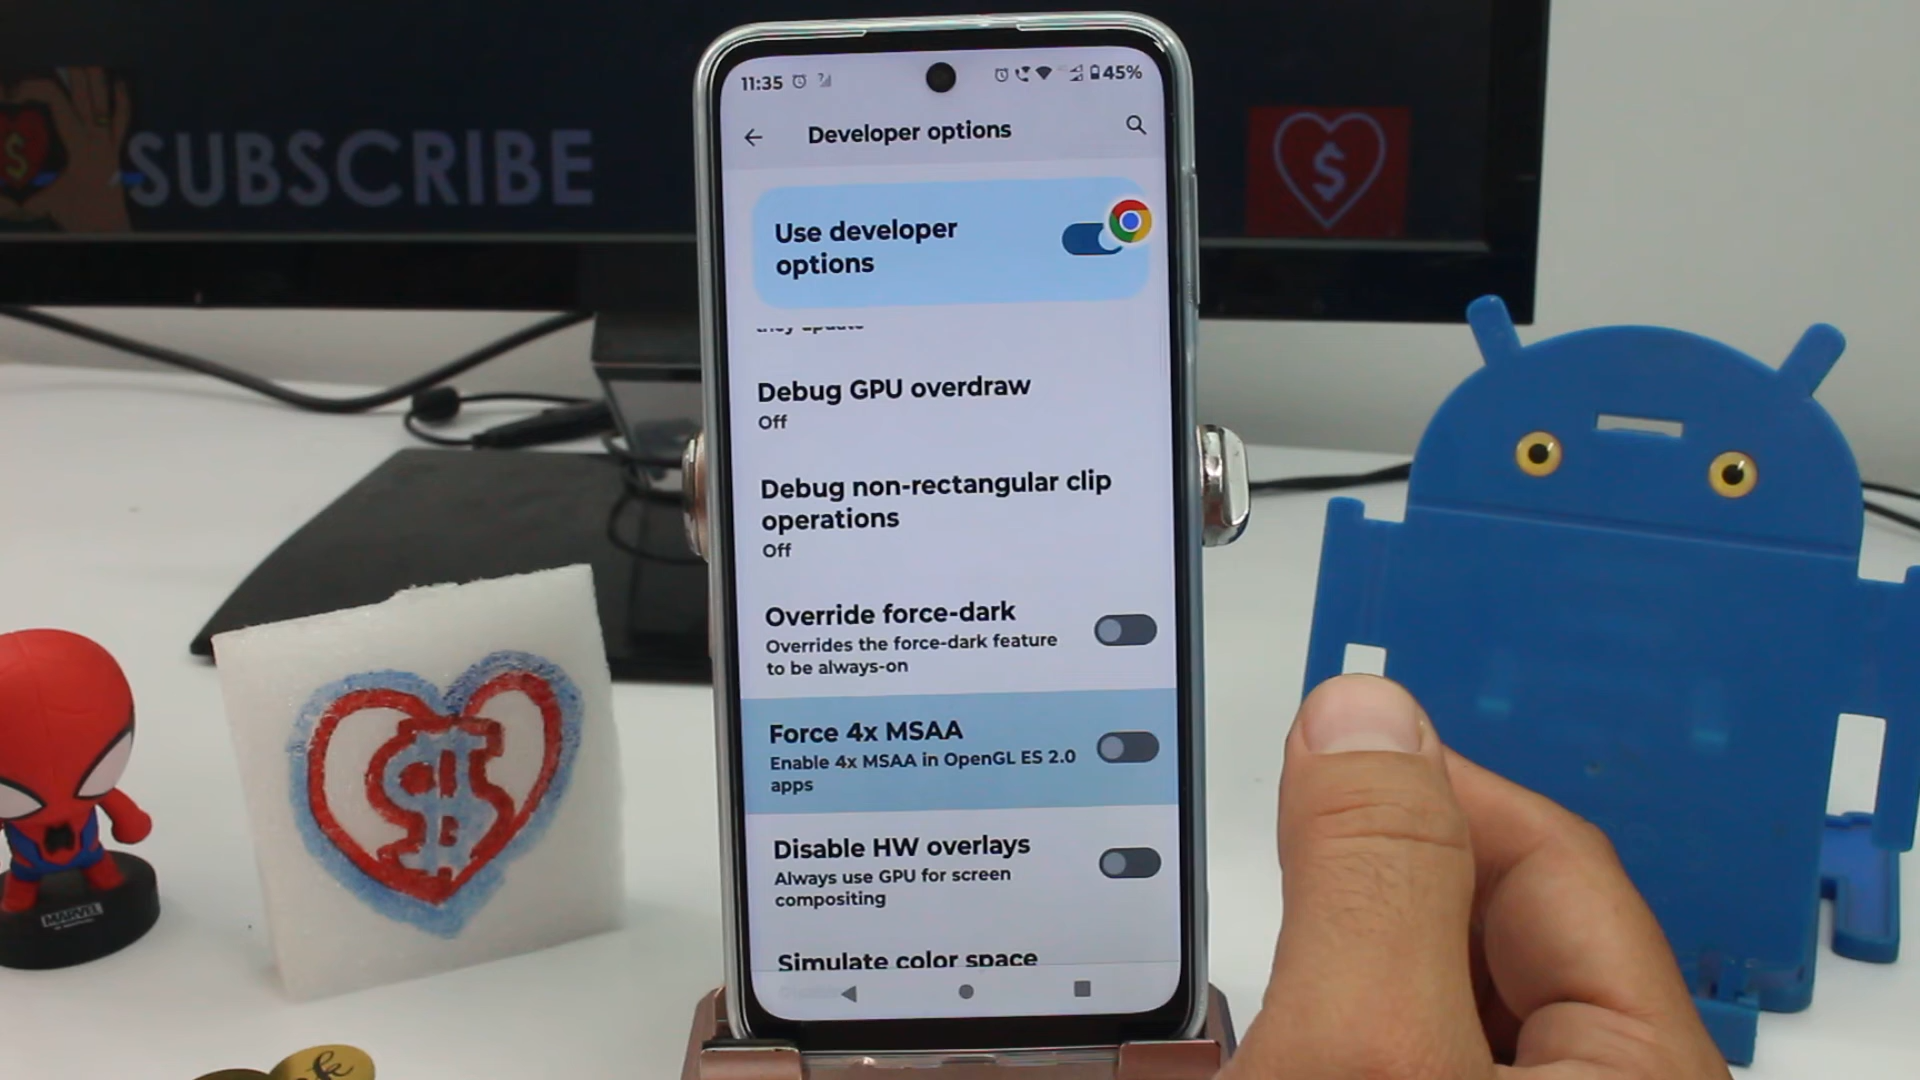 SUBSCRIBE
$
$
11:35
45%
Developer options
Use developer
options
Debug GPU overdraw
Off
Debug non-rectangular clip
operations
Off
Override force-dark
Overrides the force-dark feature
to be always-on
Force 4x MSAA
Enable 4x MSAA in OpenGL ES 2.0
apps
Disable HW overlays
Always use GPU for screen
compositing
Simulate color space
MARVEL
$